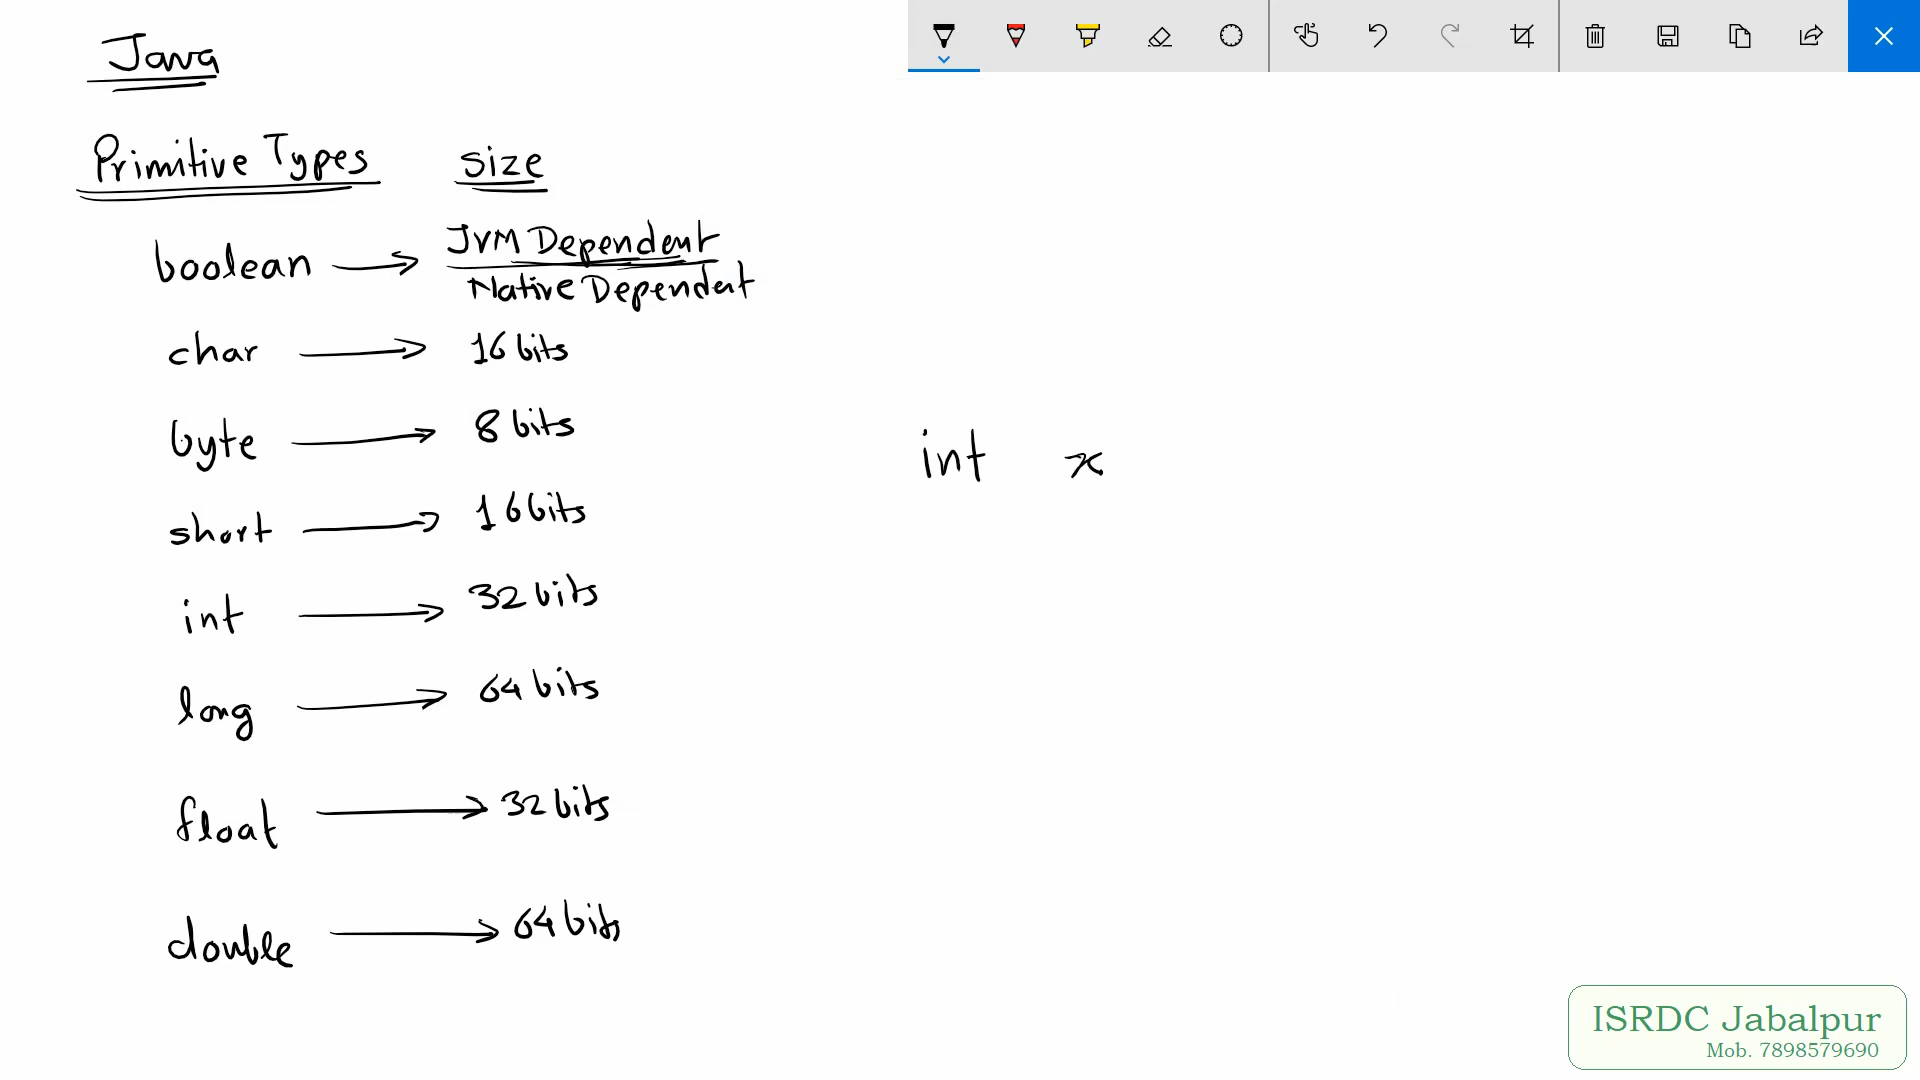 Java
Primitive Types size
boolean → JVM Dependent
Native Dependent
char → 16 bits
byte → 8 bits
int x
short → 16 bits
int → 32 bits
long → 64 bits
float → 32 bits
double → 64 bits
ISRDC Jabalpur
Mob. 7898579690